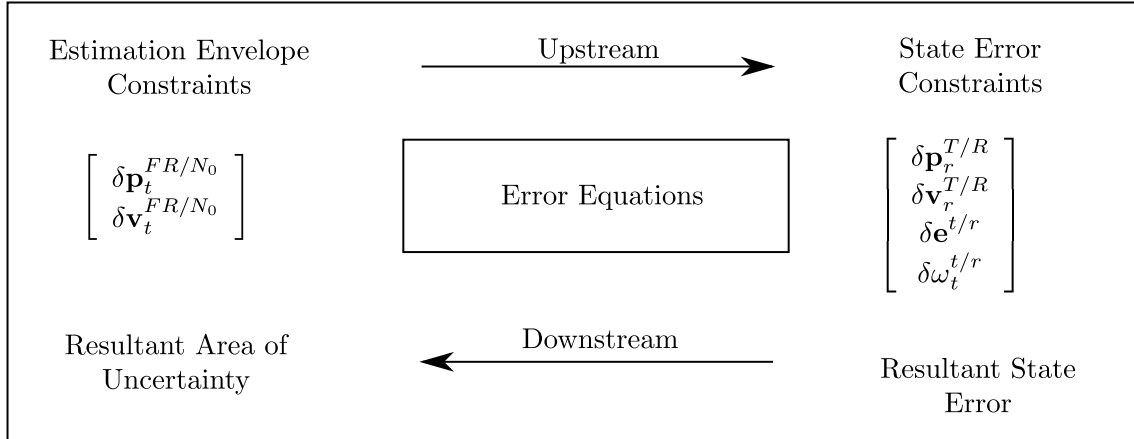 Estimation Envelope
Constraints
Upstream
State Error
Constraints
δp_t^{FR/N_0}
δv_t^{FR/N_0}
Error Equations
δp_r^{T/R}
δv_r^{T/R}
δe^{t/r}
δω_t^{t/r}
Resultant Area of
Uncertainty
Downstream
Resultant State
Error